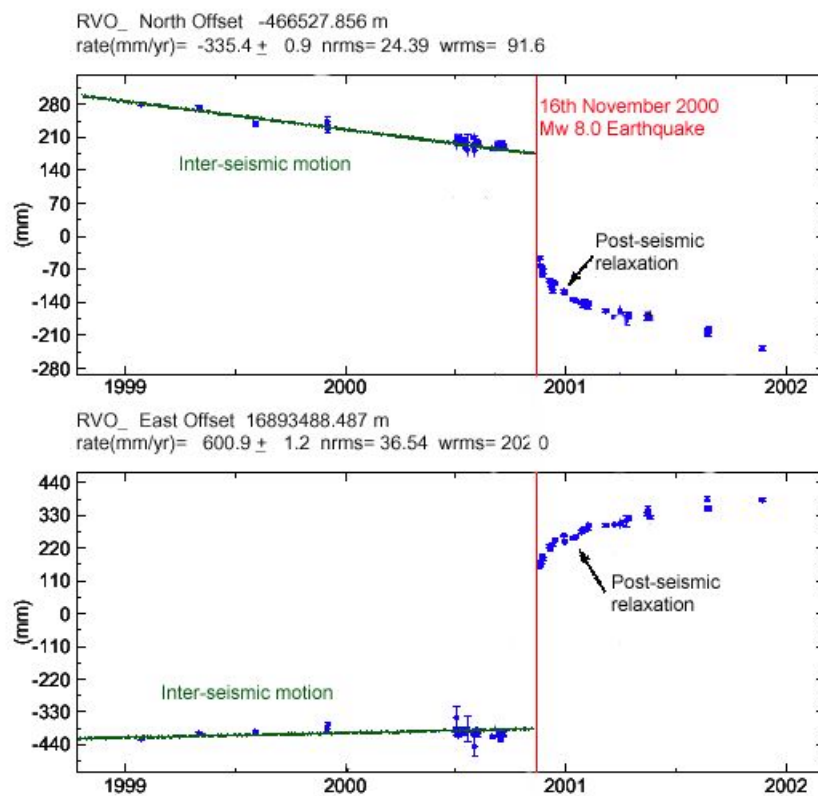 RVO_ North Offset -466527.856 m
rate(mm/yr)= -335.4 ± 0.9 nrms= 24.39 wrms= 91.6
280
210
140
70
0
-70
-140
-210
-280
(mm)
16th November 2000
Mw 8.0 Earthquake
Inter-seismic motion
Post-seismic
relaxation
1999 2000 2001 2002
RVO_ East Offset 16893488.487 m
rate(mm/yr)= 600.9 ± 1.2 nrms= 36.54 wrms= 202 0
440
330
220
110
0
-110
-220
-330
-440
(mm)
Post-seismic
relaxation
Inter-seismic motion
1999 2000 2001 2002